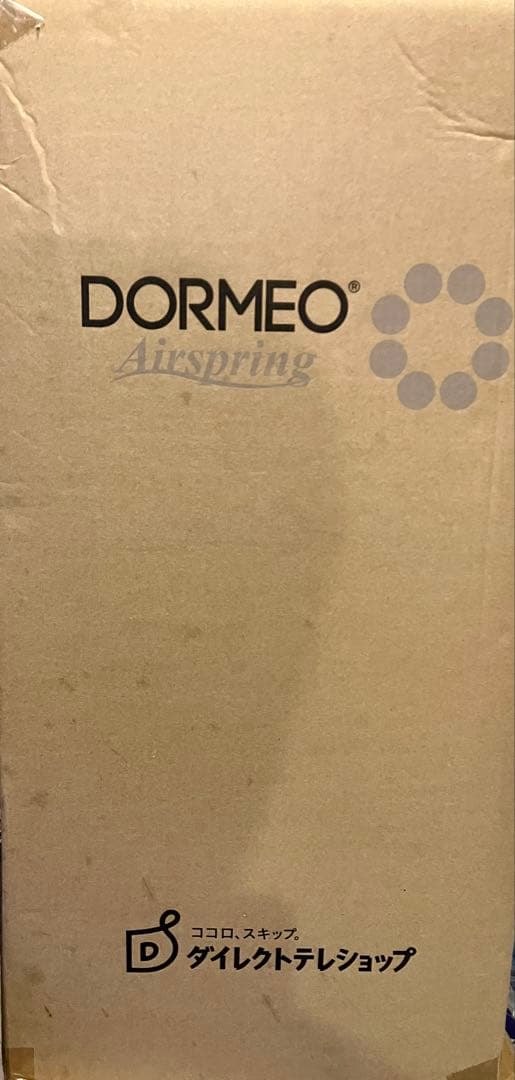 DORMEO®
Airspring
D
ココロ、スキップ。
ダイレクトテレショップ